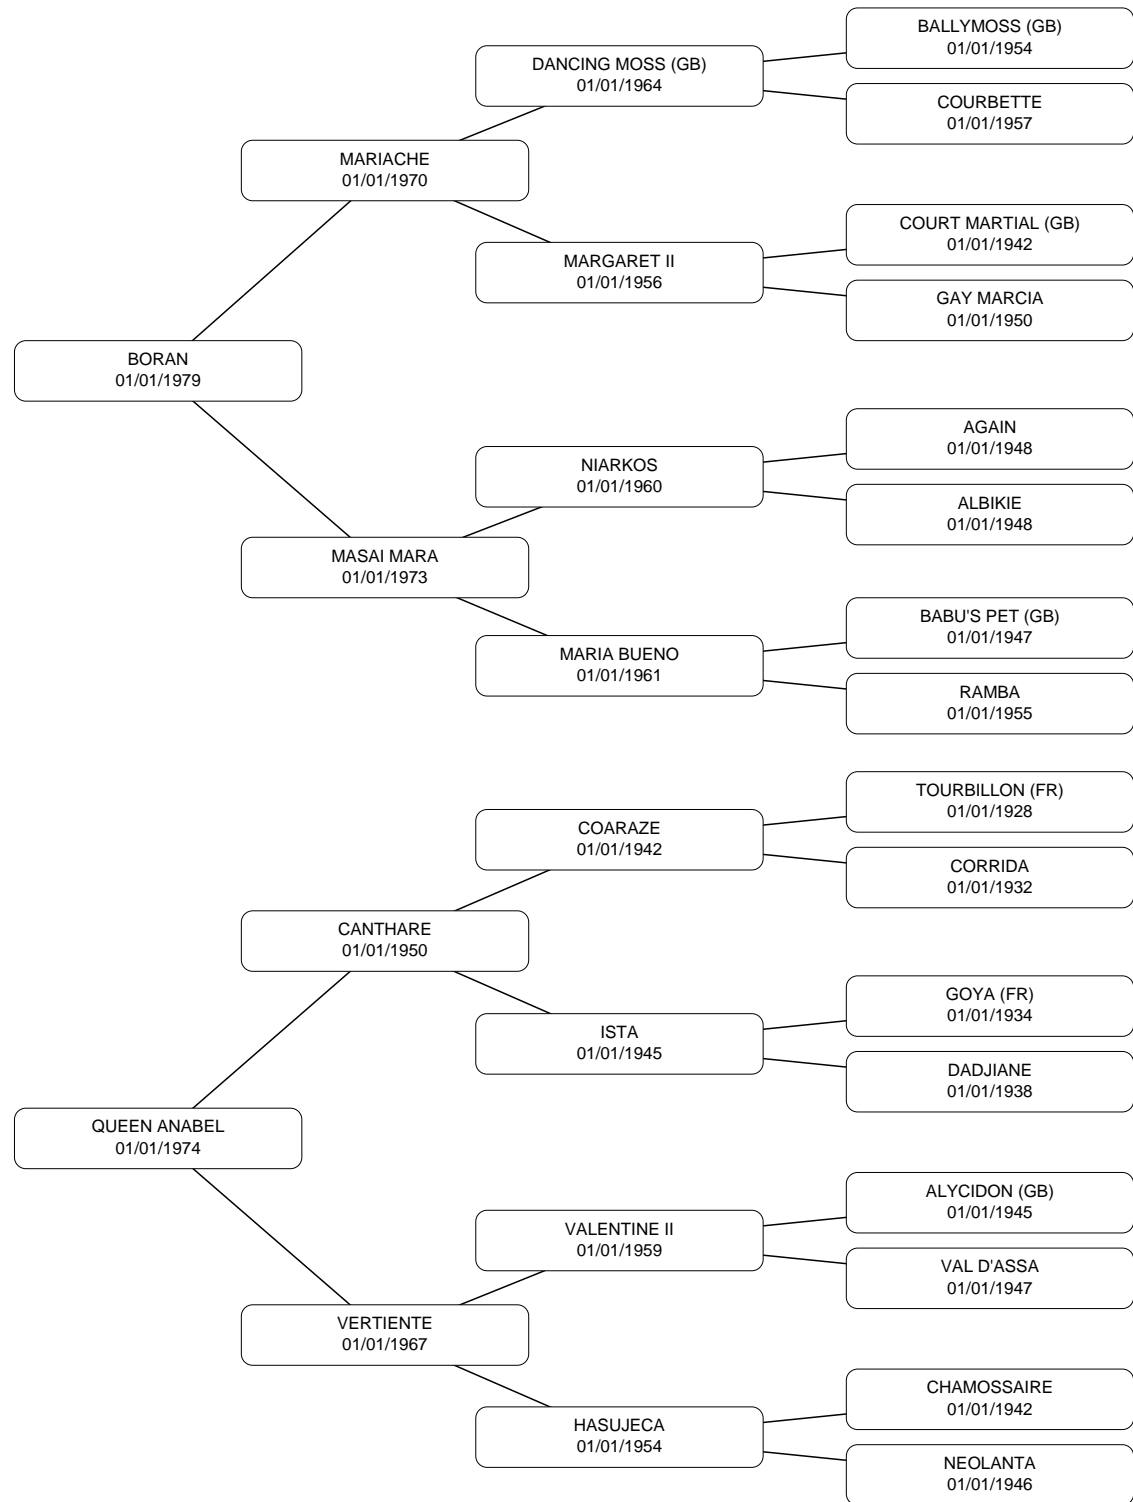 BALLYMOSS (GB)
01/01/1954
DANCING MOSS (GB)
01/01/1964
COURBETTE
01/01/1957
MARIACHE
01/01/1970
COURT MARTIAL (GB)
01/01/1942
MARGARET II
01/01/1956
GAY MARCIA
01/01/1950
BORAN
01/01/1979
AGAIN
01/01/1948
NIARKOS
01/01/1960
ALBIKIE
01/01/1948
MASAI MARA
01/01/1973
BABU'S PET (GB)
01/01/1947
MARIA BUENO
01/01/1961
RAMBA
01/01/1955
TOURBILLON (FR)
01/01/1928
COARAZE
01/01/1942
CORRIDA
01/01/1932
CANTHARE
01/01/1950
GOYA (FR)
01/01/1934
ISTA
01/01/1945
DADJIANE
01/01/1938
QUEEN ANABEL
01/01/1974
ALYCIDON (GB)
01/01/1945
VALENTINE II
01/01/1959
VAL D'ASSA
01/01/1947
VERTIENTE
01/01/1967
CHAMOSSAIRE
01/01/1942
HASUJECA
01/01/1954
NEOLANTA
01/01/1946